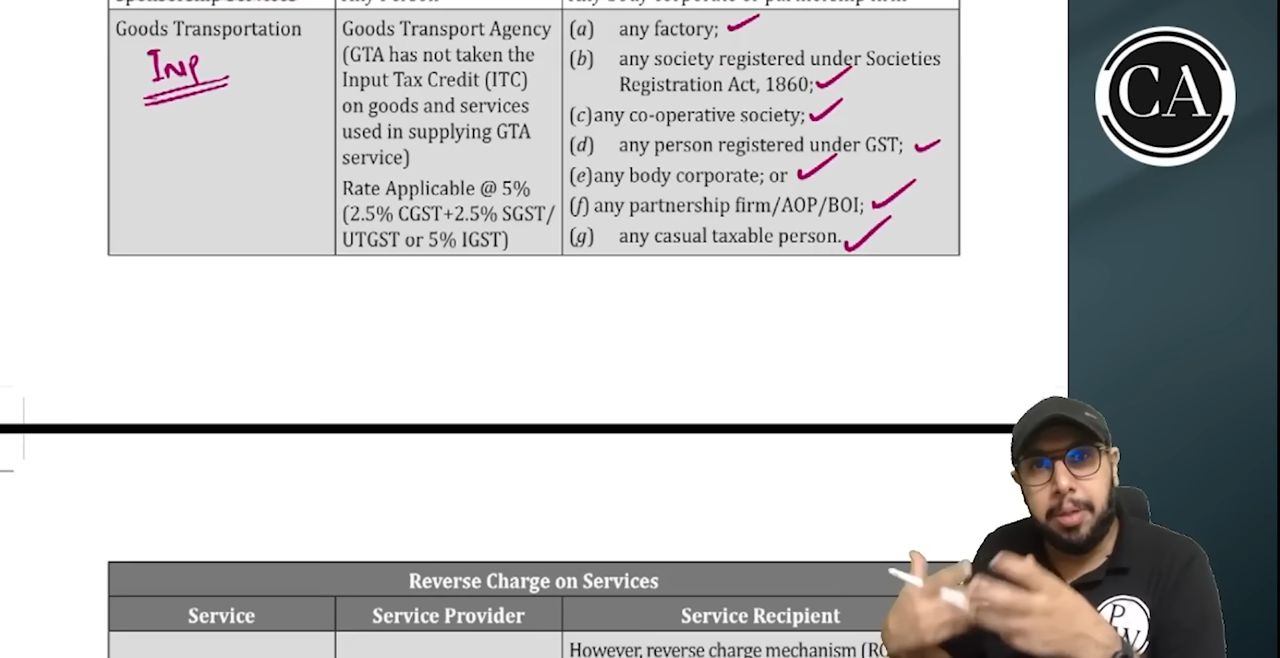 Goods Transportation
Imp
Goods Transport Agency
(GTA has not taken the
Input Tax Credit (ITC)
on goods and services
used in supplying GTA
service)
Rate Applicable @ 5%
(2.5% CGST+2.5% SGST/
UTGST or 5% IGST)
(a) any factory;
(b) any society registered under Societies
Registration Act, 1860;
(c)any co-operative society;
(d) any person registered under GST;
(e)any body corporate; or
(f) any partnership firm/AOP/BOI;
(g) any casual taxable person.
CA
Reverse Charge on Services
Service Service Provider Service Recipient
However, reverse charge mechanism
P
W